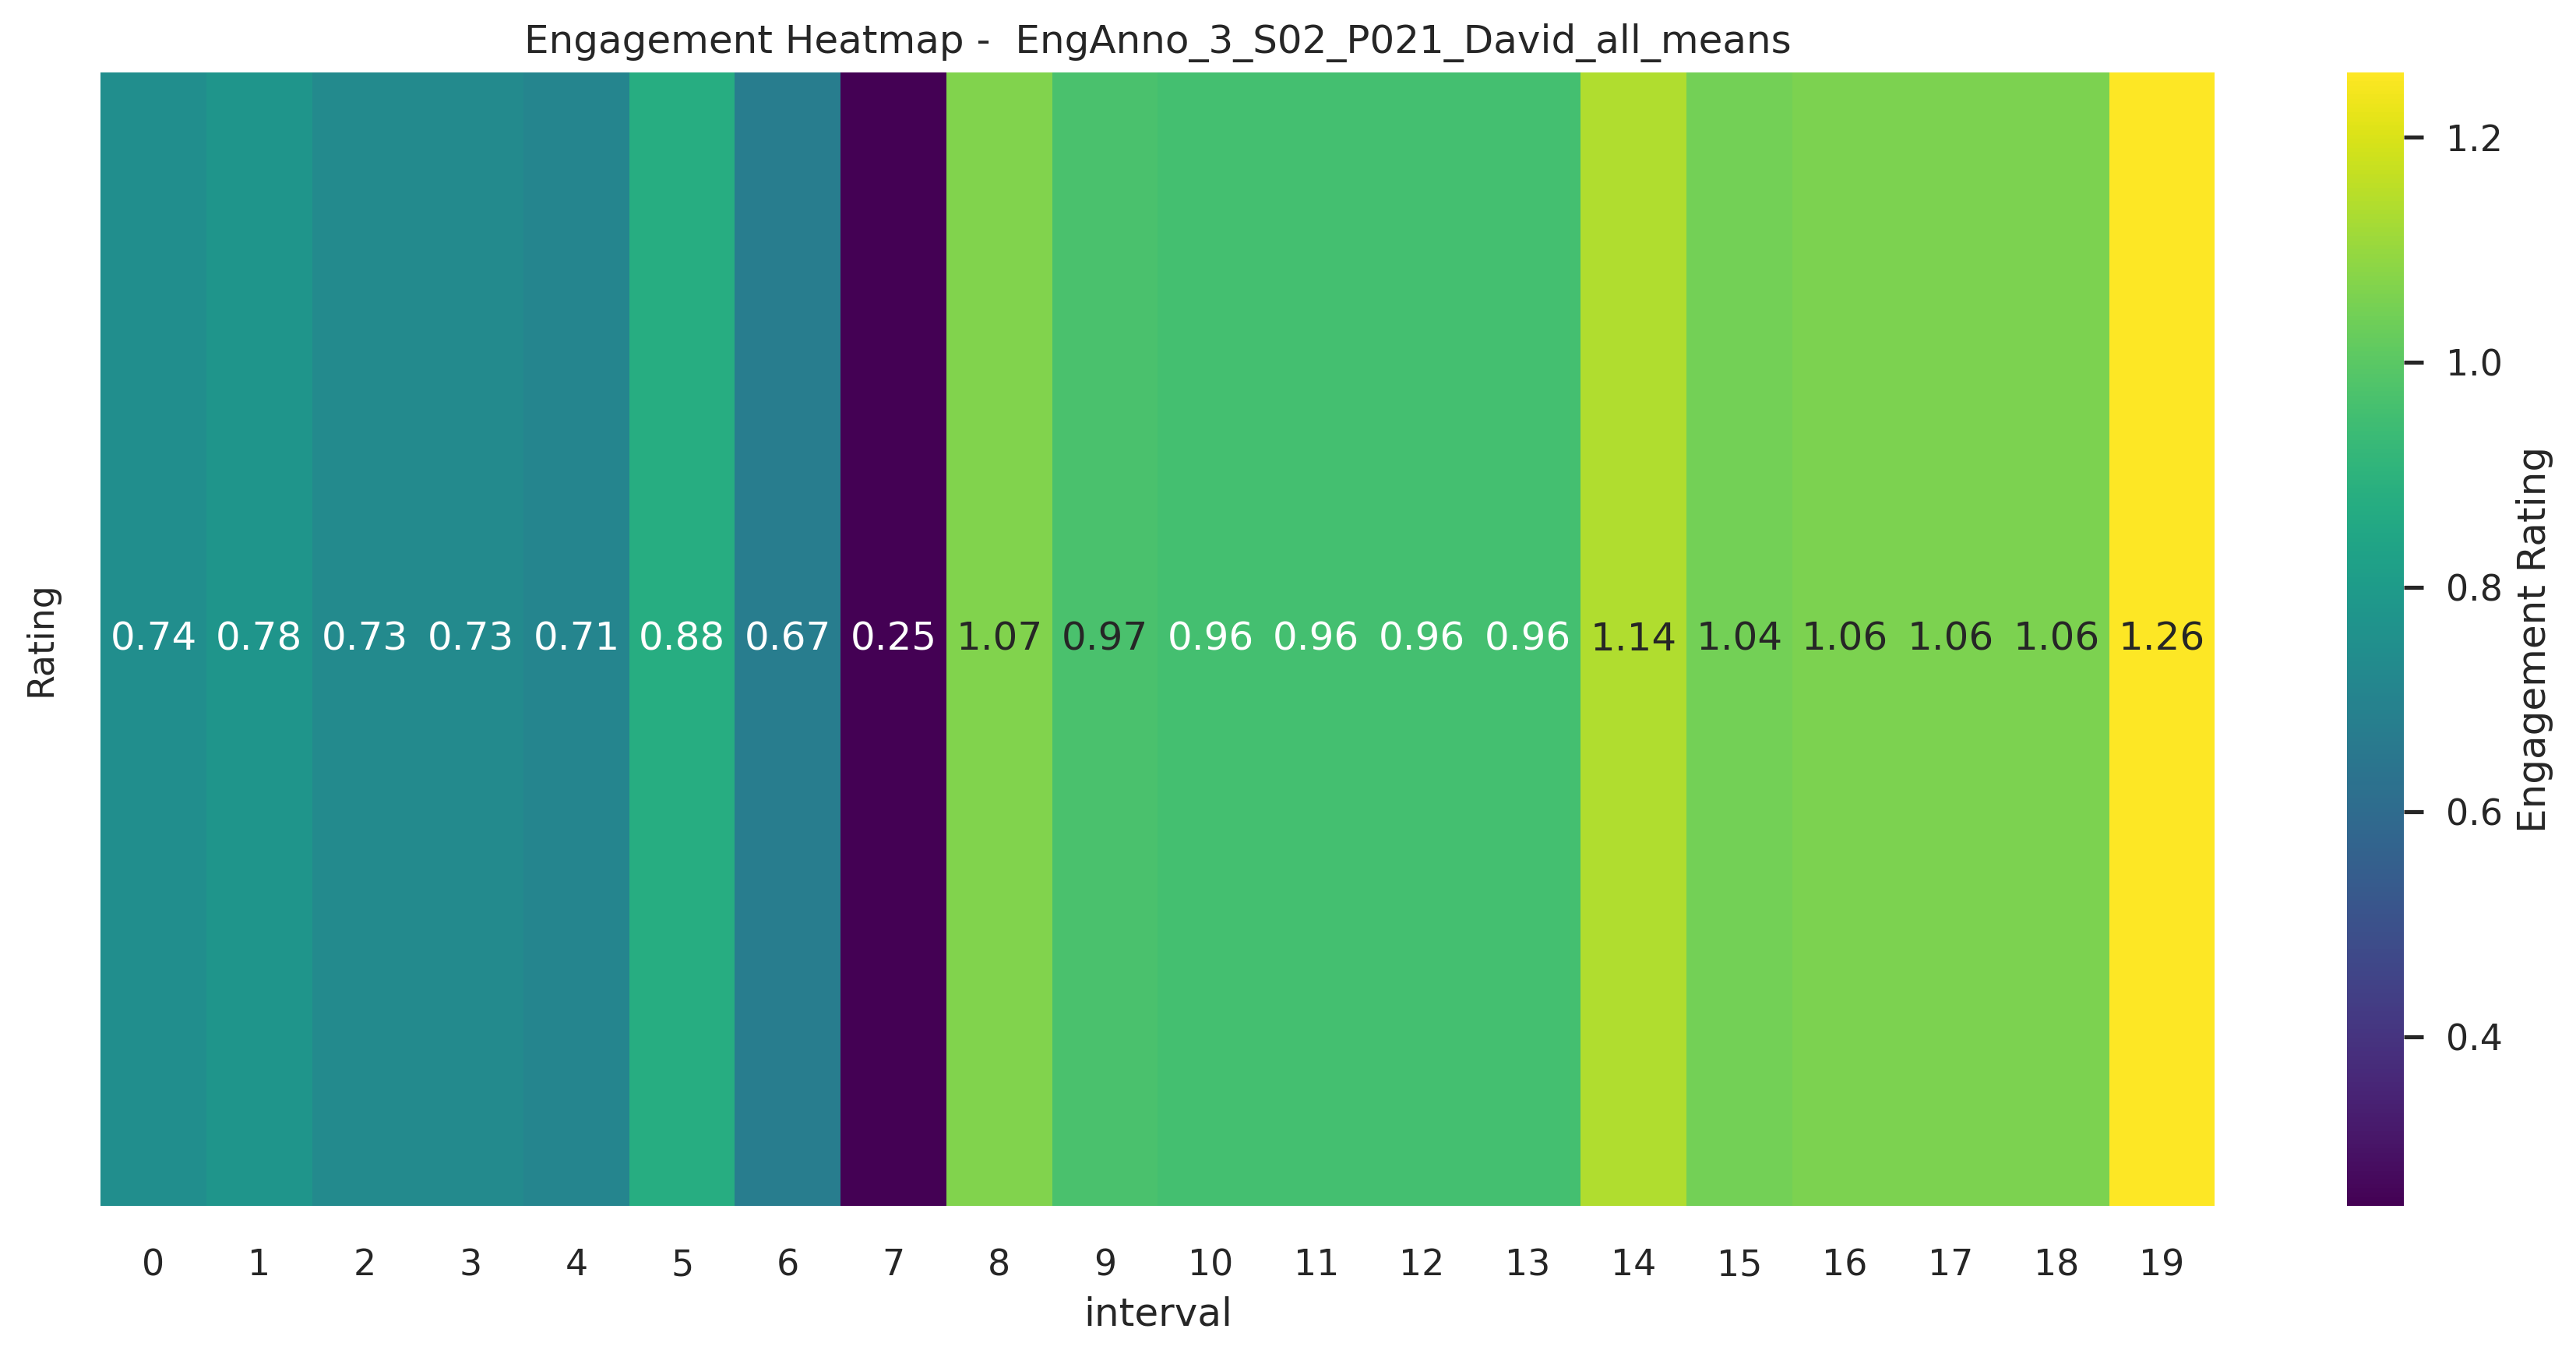 Engagement Heatmap -  EngAnno_3_S02_P021_David_all_means
Rating
0.74 0.78 0.73 0.73 0.71 0.88 0.67 0.25 1.07 0.97 0.96 0.96 0.96 0.96 1.14 1.04 1.06 1.06 1.06 1.26
0 1 2 3 4 5 6 7 8 9 10 11 12 13 14 15 16 17 18 19
interval
1.2
1.0
0.8
0.6
0.4
Engagement Rating